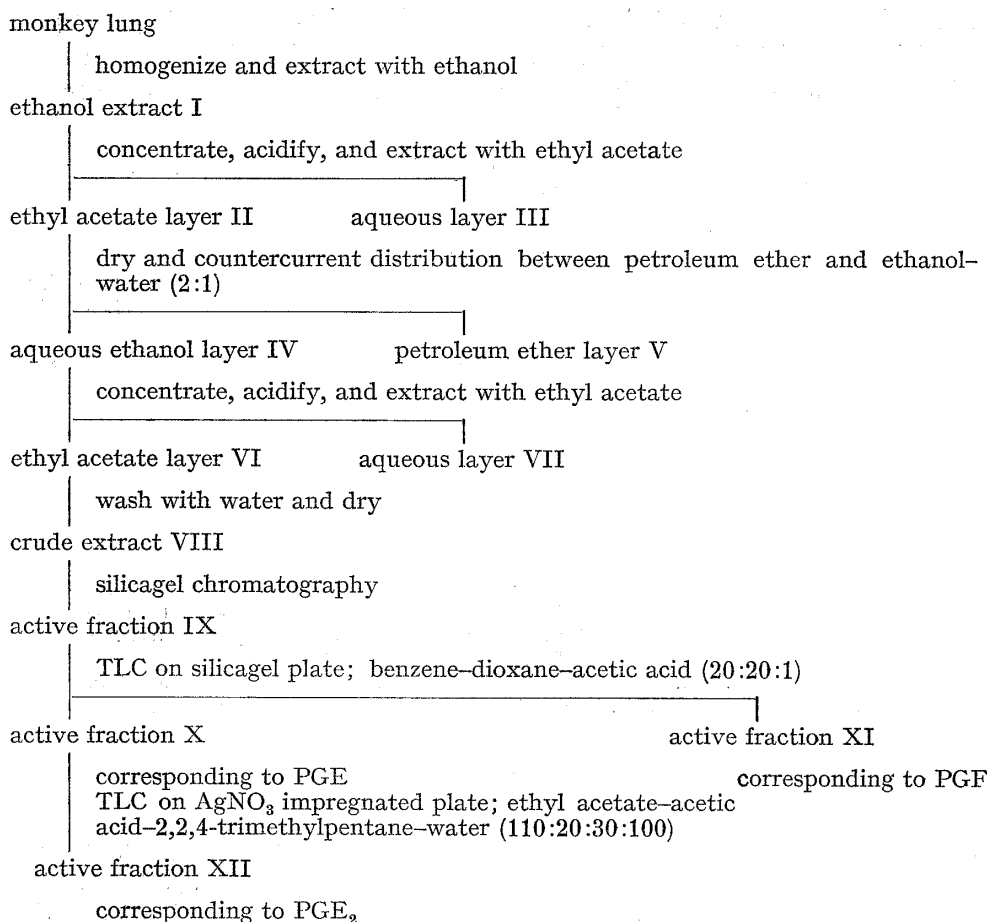 monkey lung
homogenize and extract with ethanol
ethanol extract I
concentrate, acidify, and extract with ethyl acetate
ethyl acetate layer II aqueous layer III
dry and countercurrent distribution between petroleum ether and ethanol–
water (2:1)
aqueous ethanol layer IV petroleum ether layer V
concentrate, acidify, and extract with ethyl acetate
ethyl acetate layer VI aqueous layer VII
wash with water and dry
crude extract VIII
silicagel chromatography
active fraction IX
TLC on silicagel plate; benzene–dioxane–acetic acid (20:20:1)
active fraction X active fraction XI
corresponding to PGE corresponding to PGF
TLC on AgNO₃ impregnated plate; ethyl acetate–acetic
acid–2,2,4-trimethylpentane–water (110:20:30:100)
active fraction XII
corresponding to PGE₂